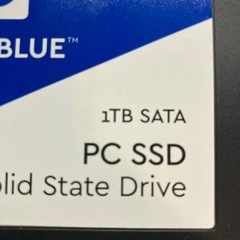 BLUE™
1TB SATA
PC SSD
olid State Drive